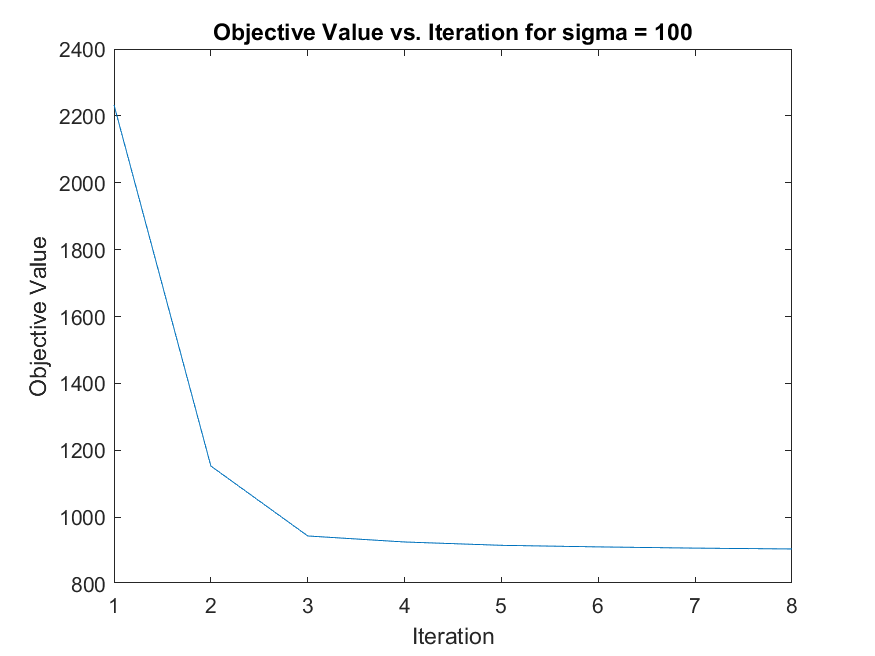 Objective Value vs. Iteration for sigma = 100
2400
2200
2000
1800
1600
1400
1200
1000
800
Objective Value
1 2 3 4 5 6 7 8
Iteration